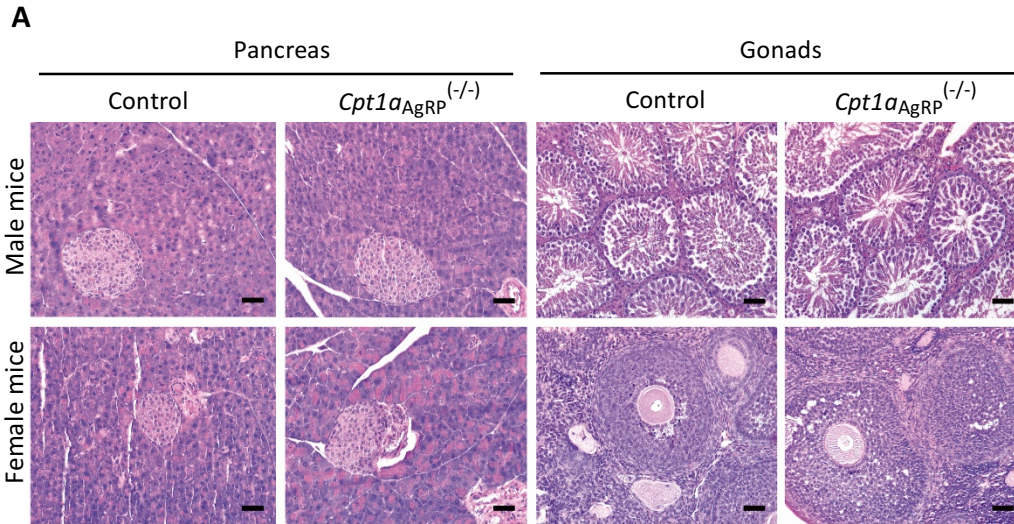 A
Pancreas
Gonads
Control
Cpt1aAgRP(-/-)
Control
Cpt1aAgRP(-/-)
Male mice
Female mice